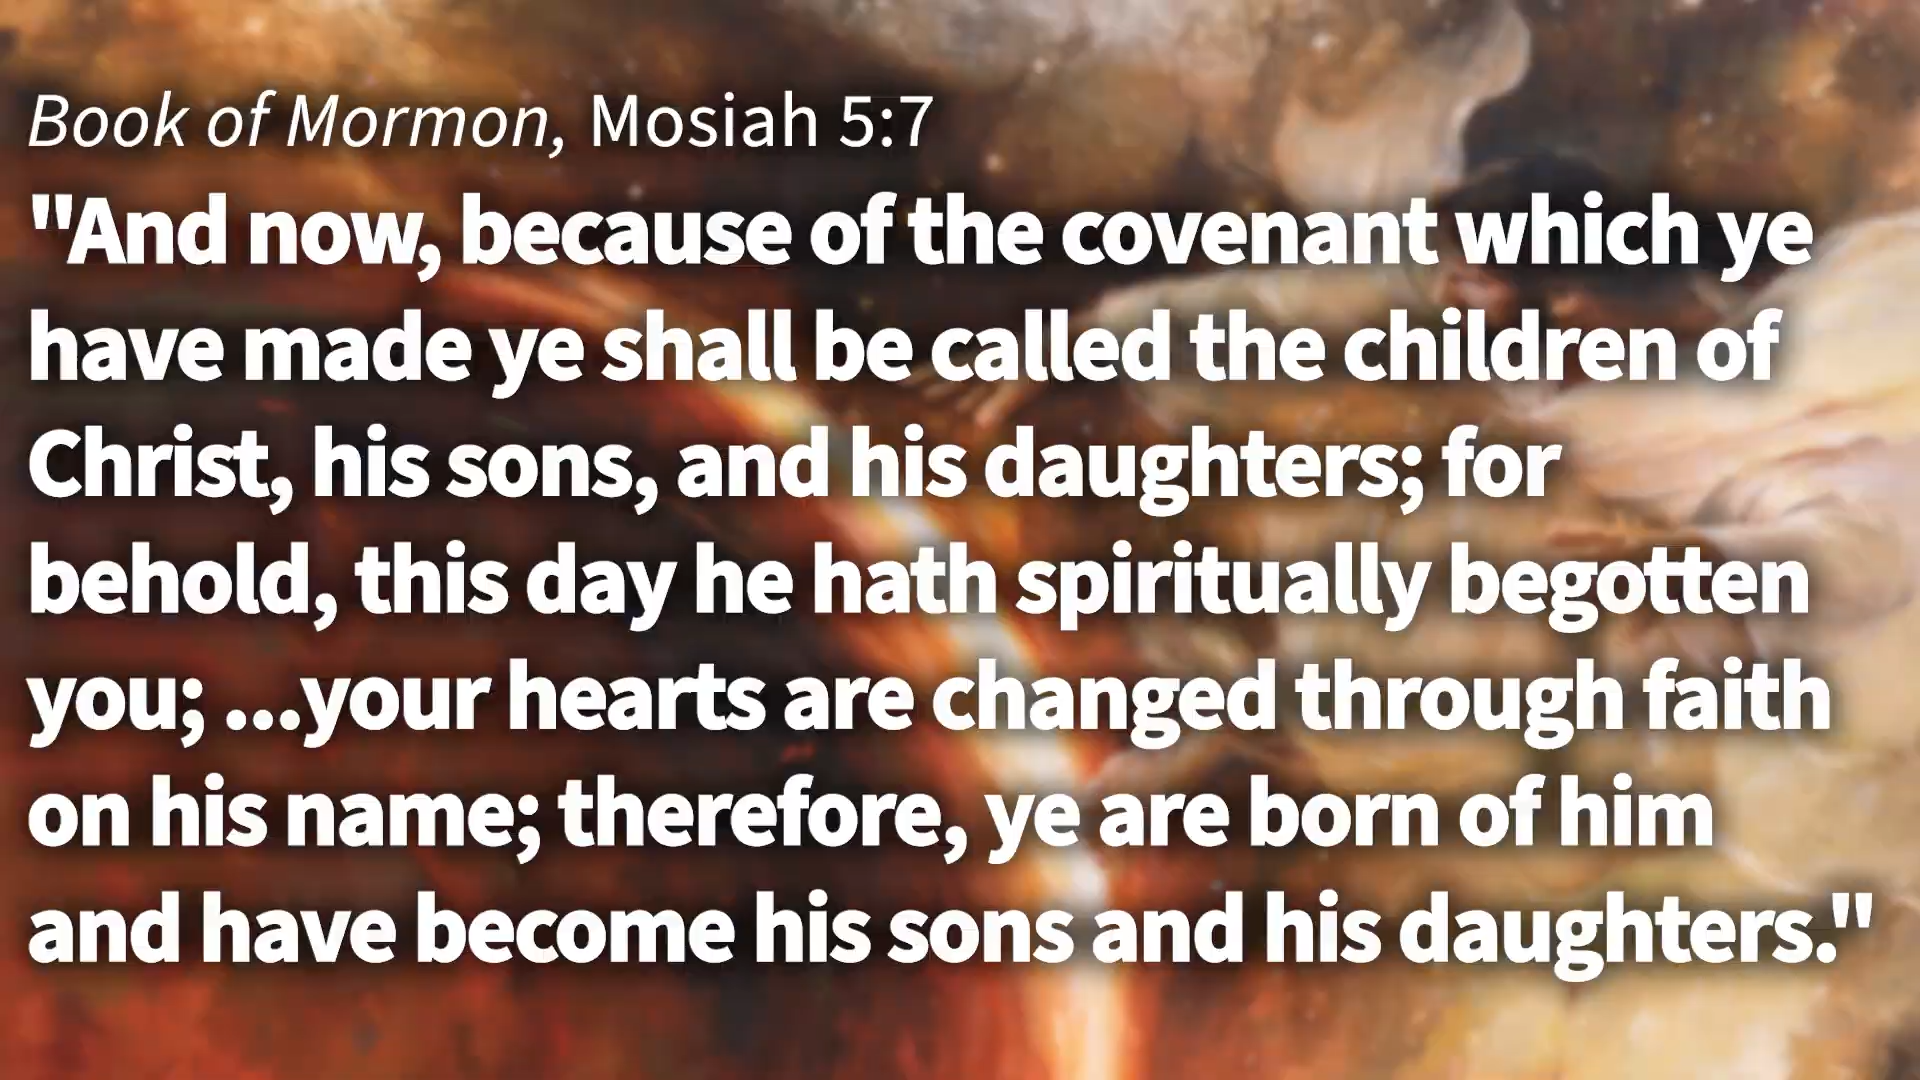 Book of Mormon, Mosiah 5:7
"And now, because of the covenant which ye
have made ye shall be called the children of
Christ, his sons, and his daughters; for
behold, this day he hath spiritually begotten
you; ...your hearts are changed through faith
on his name; therefore, ye are born of him
and have become his sons and his daughters."